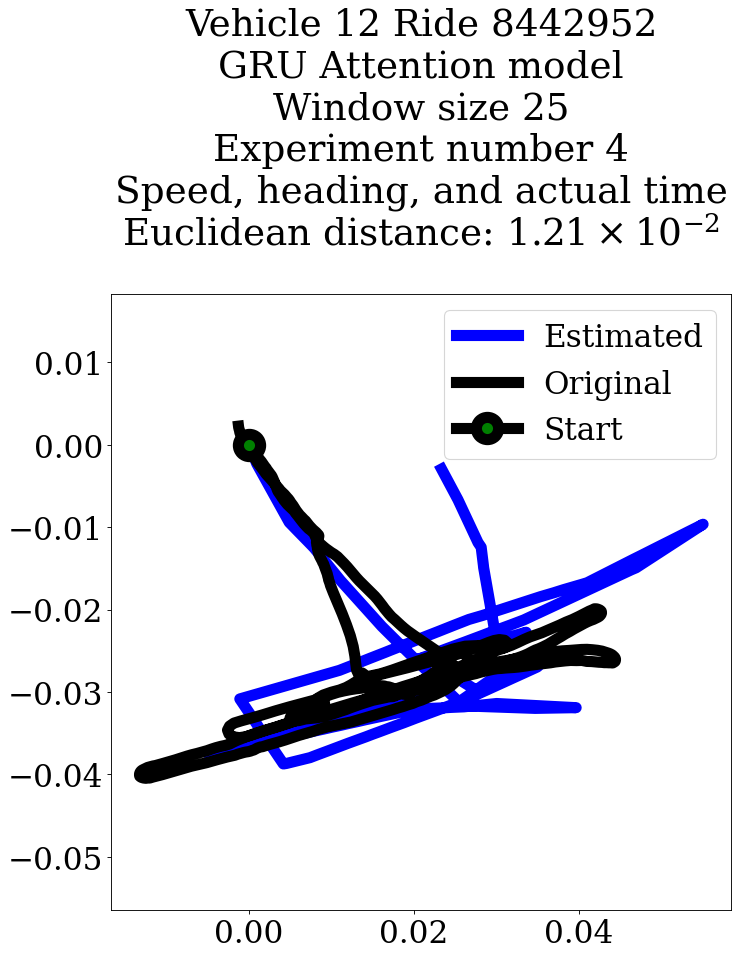 Vehicle 12 Ride 8442952
GRU Attention model
Window size 25
Experiment number 4
Speed, heading, and actual time
Euclidean distance: 1.21 × 10⁻²
Estimated
Original
Start
0.01
0.00
−0.01
−0.02
−0.03
−0.04
−0.05
0.00 0.02 0.04